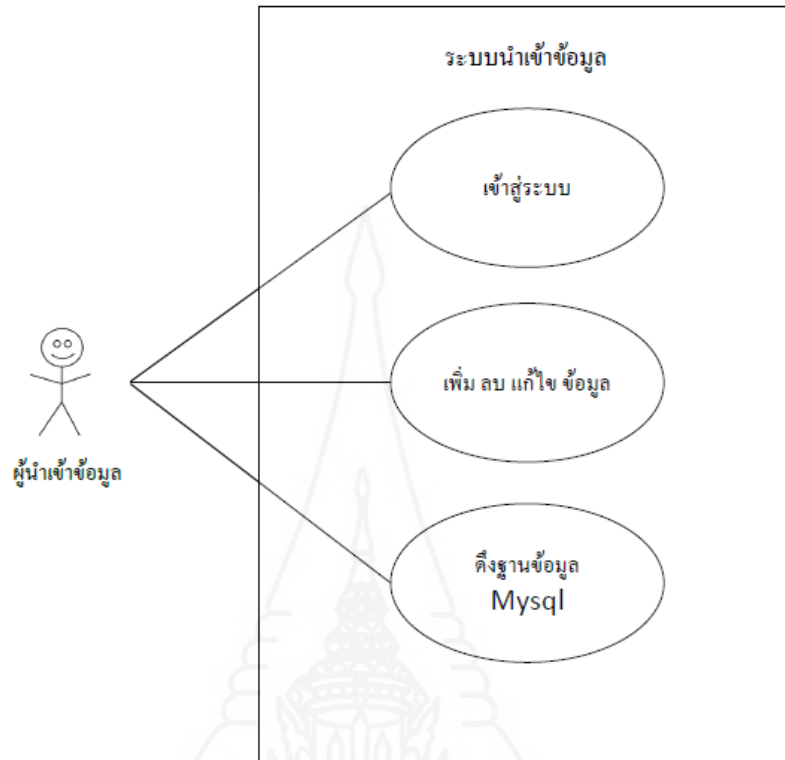 ระบบนำเข้าข้อมูล
เข้าสู่ระบบ
เพิ่ม ลบ แก้ไข ข้อมูล
ผู้นำเข้าข้อมูล
ดึงฐานข้อมูล
Mysql